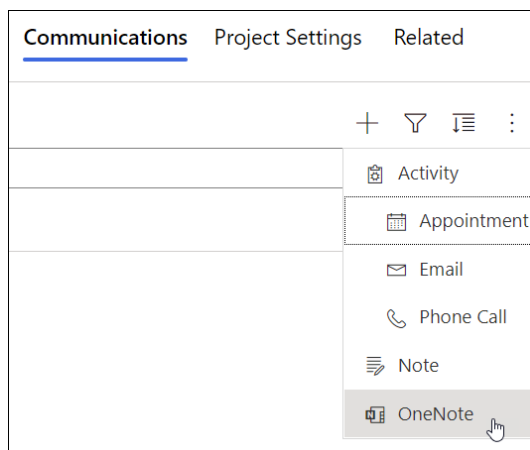 Communications Project Settings Related
Activity
Appointment
Email
Phone Call
Note
OneNote